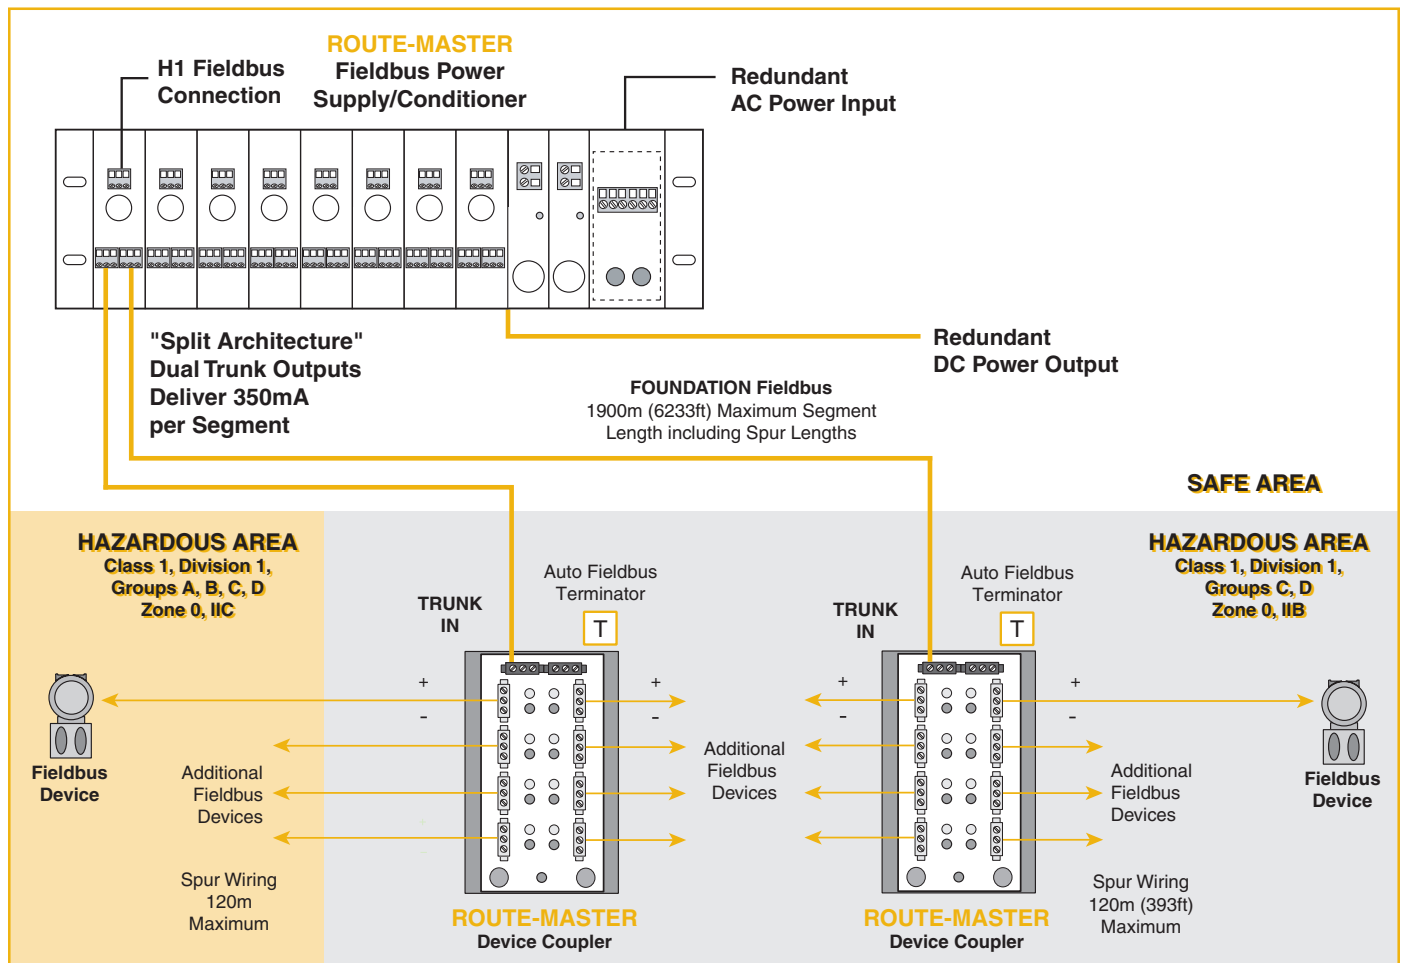 ROUTE-MASTER
Fieldbus Power
Supply/Conditioner
H1 Fieldbus
Connection
Redundant
AC Power Input
"Split Architecture"
Dual Trunk Outputs
Deliver 350mA
per Segment
Redundant
DC Power Output
FOUNDATION Fieldbus
1900m (6233ft) Maximum Segment
Length including Spur Lengths
SAFE AREA
HAZARDOUS AREA
Class 1, Division 1,
Groups A, B, C, D
Zone 0, IIC
HAZARDOUS AREA
Class 1, Division 1,
Groups C, D
Zone 0, IIB
TRUNK
IN
Auto Fieldbus
Terminator
T
TRUNK
IN
Auto Fieldbus
Terminator
T
+
-
+
-
+
-
+
-
Fieldbus
Device
Additional
Fieldbus
Devices
Additional
Fieldbus
Devices
Additional
Fieldbus
Devices
Fieldbus
Device
Spur Wiring
120m
Maximum
Spur Wiring
120m (393ft)
Maximum
ROUTE-MASTER
Device Coupler
ROUTE-MASTER
Device Coupler